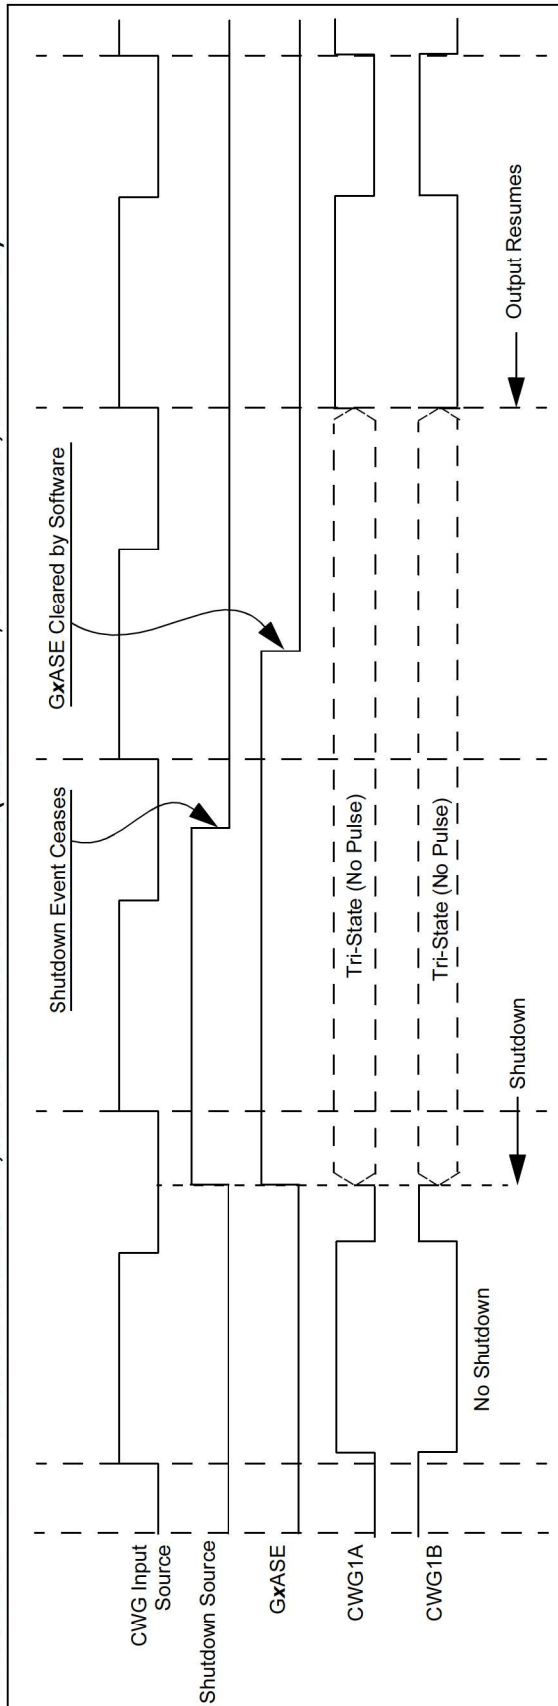 CWG Input
Source
Shutdown Source
GxASE
CWG1A
CWG1B
Shutdown Event Ceases
GxASE Cleared by Software
Tri-State (No Pulse)
Tri-State (No Pulse)
No Shutdown
Shutdown
Output Resumes